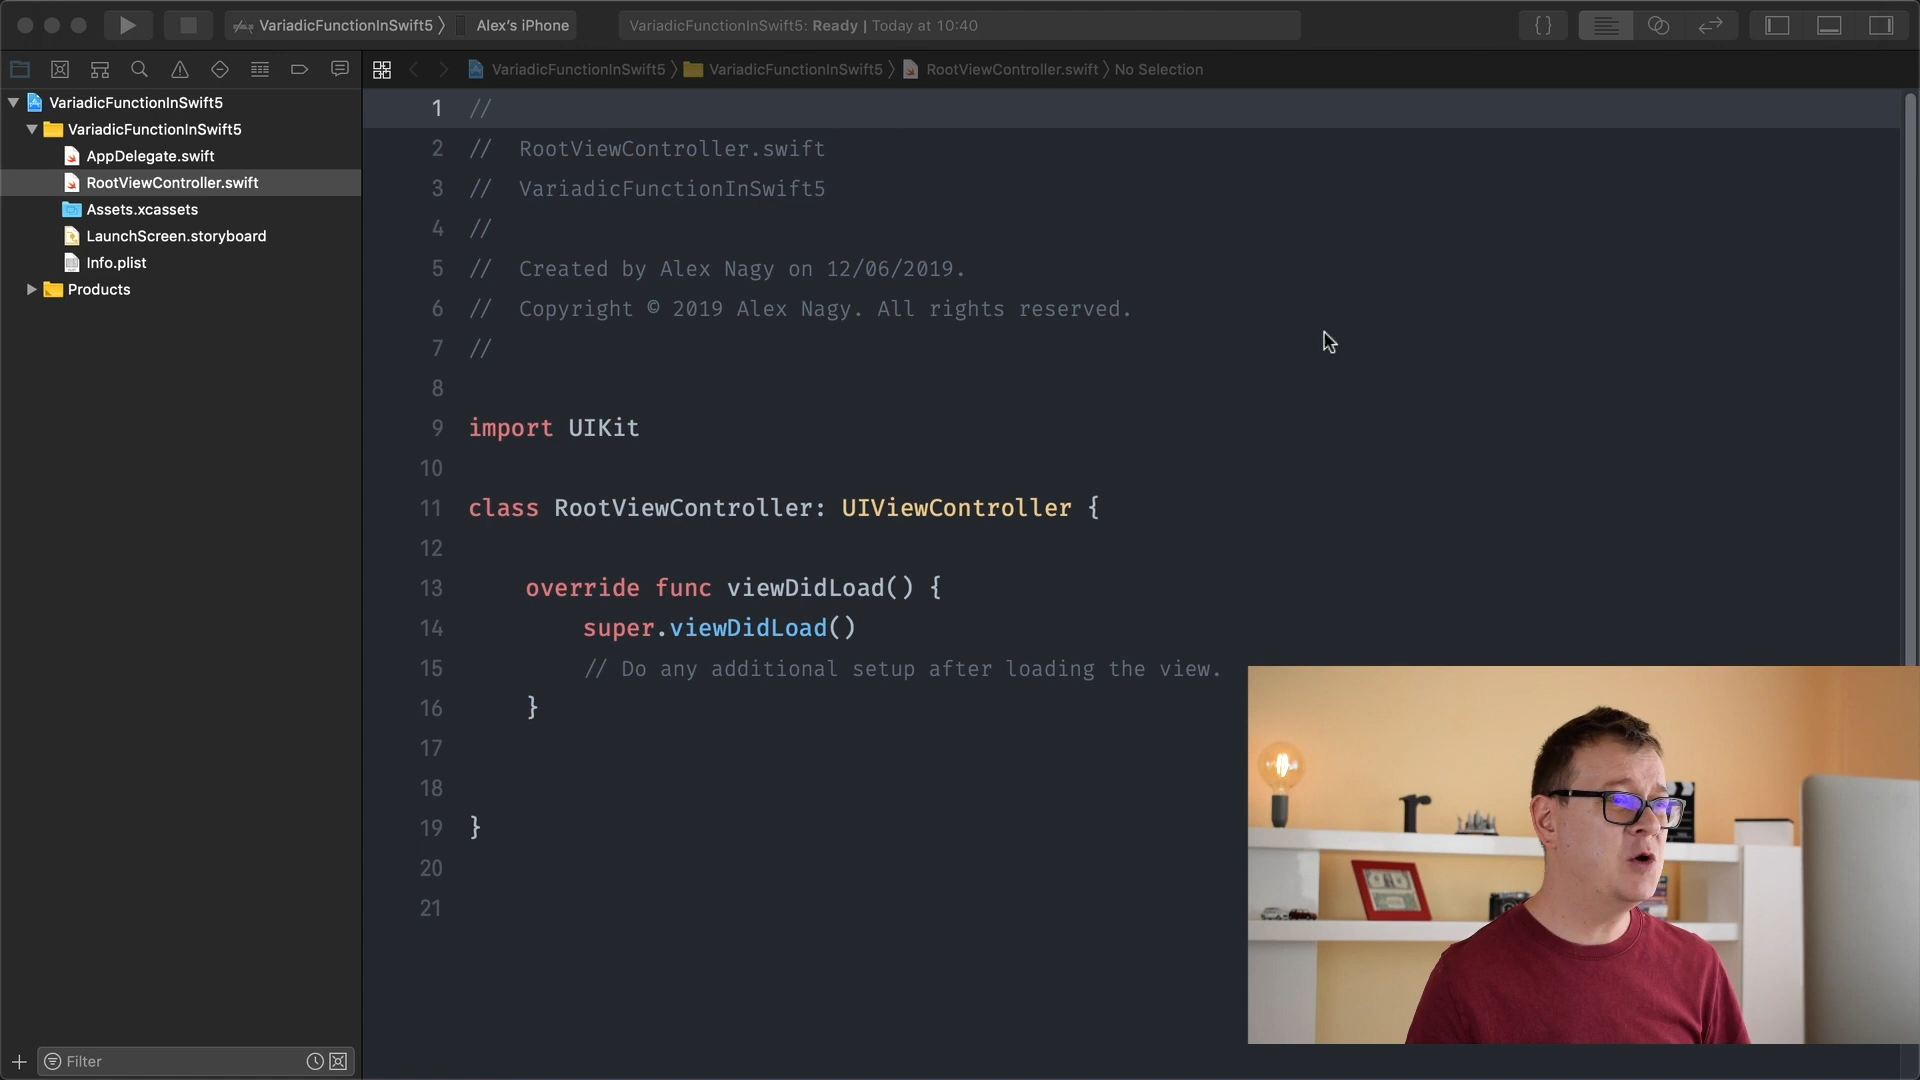 VariadicFunctionInSwift5 〉 Alex's iPhone
VariadicFunctionInSwift5: Ready | Today at 10:40
{ }
VariadicFunctionInSwift5 〉 VariadicFunctionInSwift5 〉 RootViewController.swift 〉 No Selection
VariadicFunctionInSwift5
VariadicFunctionInSwift5
AppDelegate.swift
RootViewController.swift
Assets.xcassets
LaunchScreen.storyboard
Info.plist
Products
1 //
2 // RootViewController.swift
3 // VariadicFunctionInSwift5
4 //
5 // Created by Alex Nagy on 12/06/2019.
6 // Copyright © 2019 Alex Nagy. All rights reserved.
7 //
8
9 import UIKit
10
11 class RootViewController: UIViewController {
12
13 override func viewDidLoad() {
14 super.viewDidLoad()
15 // Do any additional setup after loading the view.
16 }
17
18
19 }
20
21
Filter